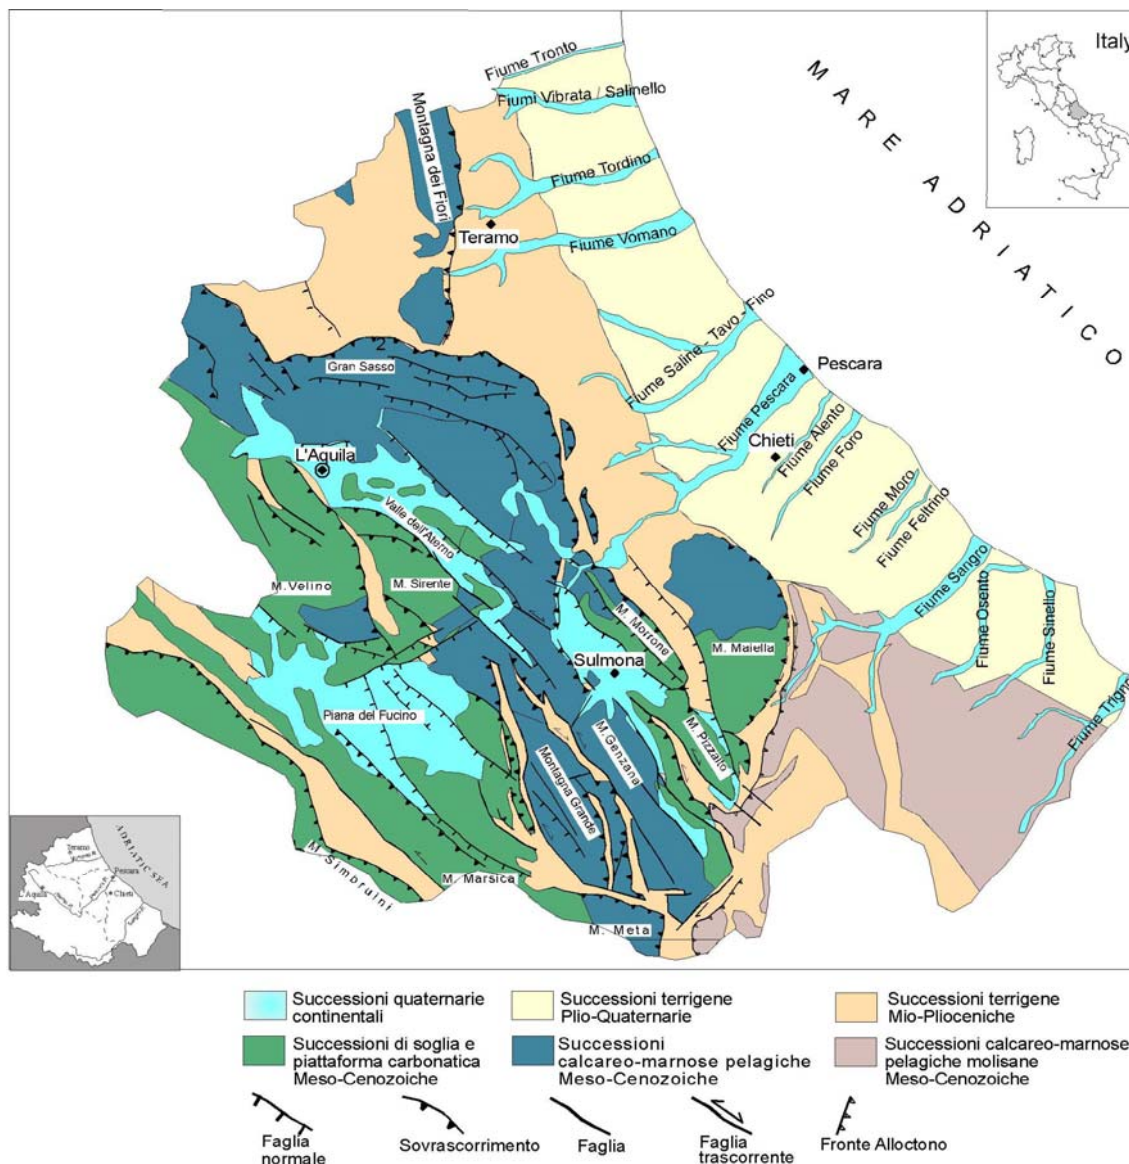 Italy
MARE ADRIATICO
Fiume Tronto
Fiumi Vibrata / Salinello
Montagna dei Fiori
Fiume Tordino
Teramo
Fiume Vomano
Fiume Saline - Tavo - Fino
2
Gran Sasso
Pescara
Fiume Pescara
Chieti
Fiume Alento
Fiume Foro
L'Aquila
Fiume Moro
Fiume Feltrino
Valle dell'Aterno
Fiume Sangro
Fiume Osento
Fiume Sinello
M. Velino
M. Sirente
M. Morrone
M. Maiella
Sulmona
Fiume Trigno
Piana del Fucino
M. Genzana
M. Pizzalto
Montagna Grande
M. Simbruini
M. Marsica
M. Meta
ADRIATIC SEA
Teramo
Pescara
L'Aquila
Chieti
Successioni quaternarie
continentali
Successioni terrigene
Plio-Quaternarie
Successioni terrigene
Mio-Plioceniche
Successioni di soglia e
piattaforma carbonatica
Meso-Cenozoiche
Successioni
calcareo-marnose pelagiche
Meso-Cenozoiche
Successioni calcareo-marnose
pelagiche molisane
Meso-Cenozoiche
Faglia
normale
Sovrascorrimento
Faglia
Faglia
trascorrente
Fronte Alloctono